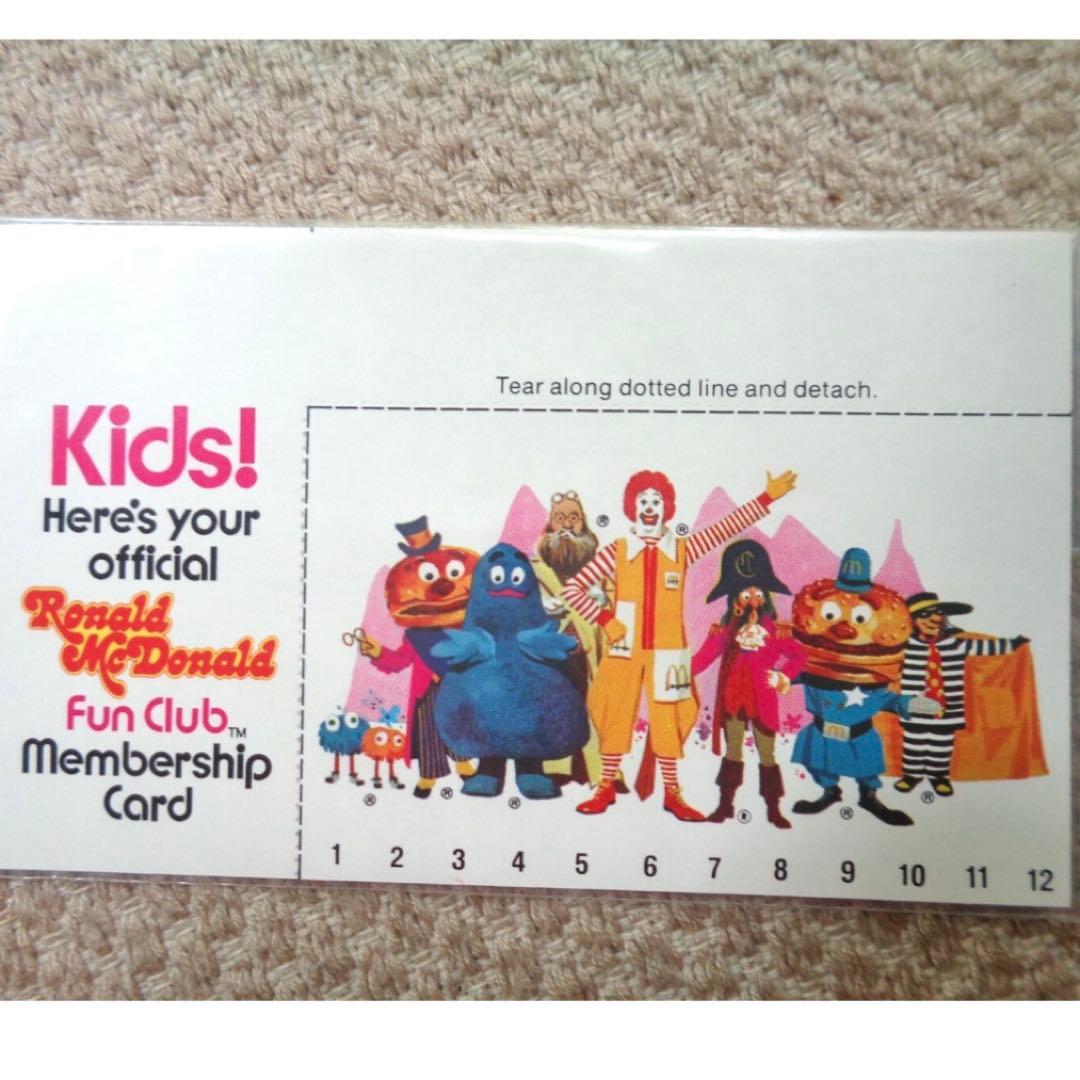 Tear along dotted line and detach.
Kids!
Here's your
official
Ronald
McDonald
Fun Club™
Membership
Card
C
® ® ® ® ® ® ® ®
1 2 3 4 5 6 7 8 9 10 11 12